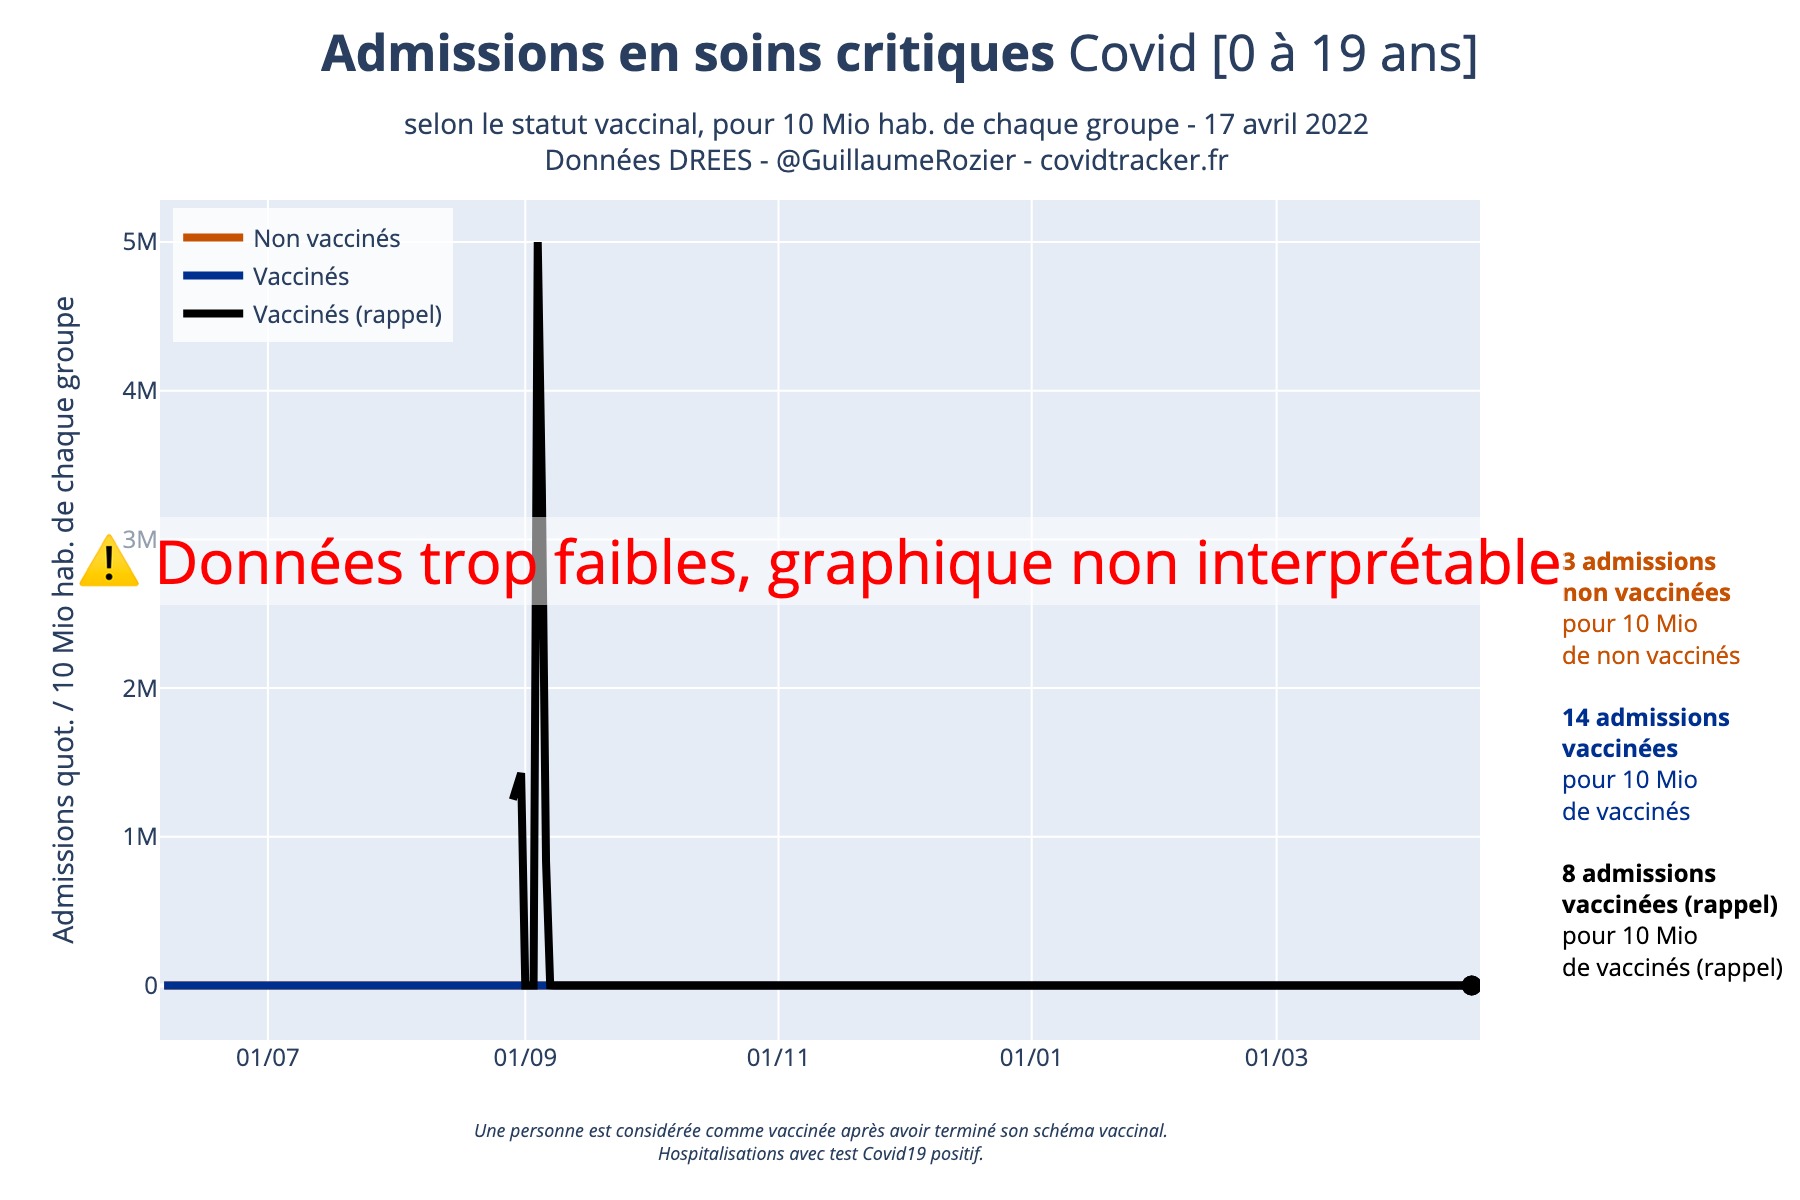 Admissions en soins critiques Covid [0 à 19 ans]
selon le statut vaccinal, pour 10 Mio hab. de chaque groupe - 17 avril 2022
Données DREES - @GuillaumeRozier - covidtracker.fr
Non vaccinés
Vaccinés
Vaccinés (rappel)
Admissions quot. / 10 Mio hab. de chaque groupe
5M
4M
3M
2M
1M
0
⚠️ Données trop faibles, graphique non interprétable
3 admissions
non vaccinées
pour 10 Mio
de non vaccinés
14 admissions
vaccinées
pour 10 Mio
de vaccinés
8 admissions
vaccinées (rappel)
pour 10 Mio
de vaccinés (rappel)
01/07
01/09
01/11
01/01
01/03
Une personne est considérée comme vaccinée après avoir terminé son schéma vaccinal.
Hospitalisations avec test Covid19 positif.